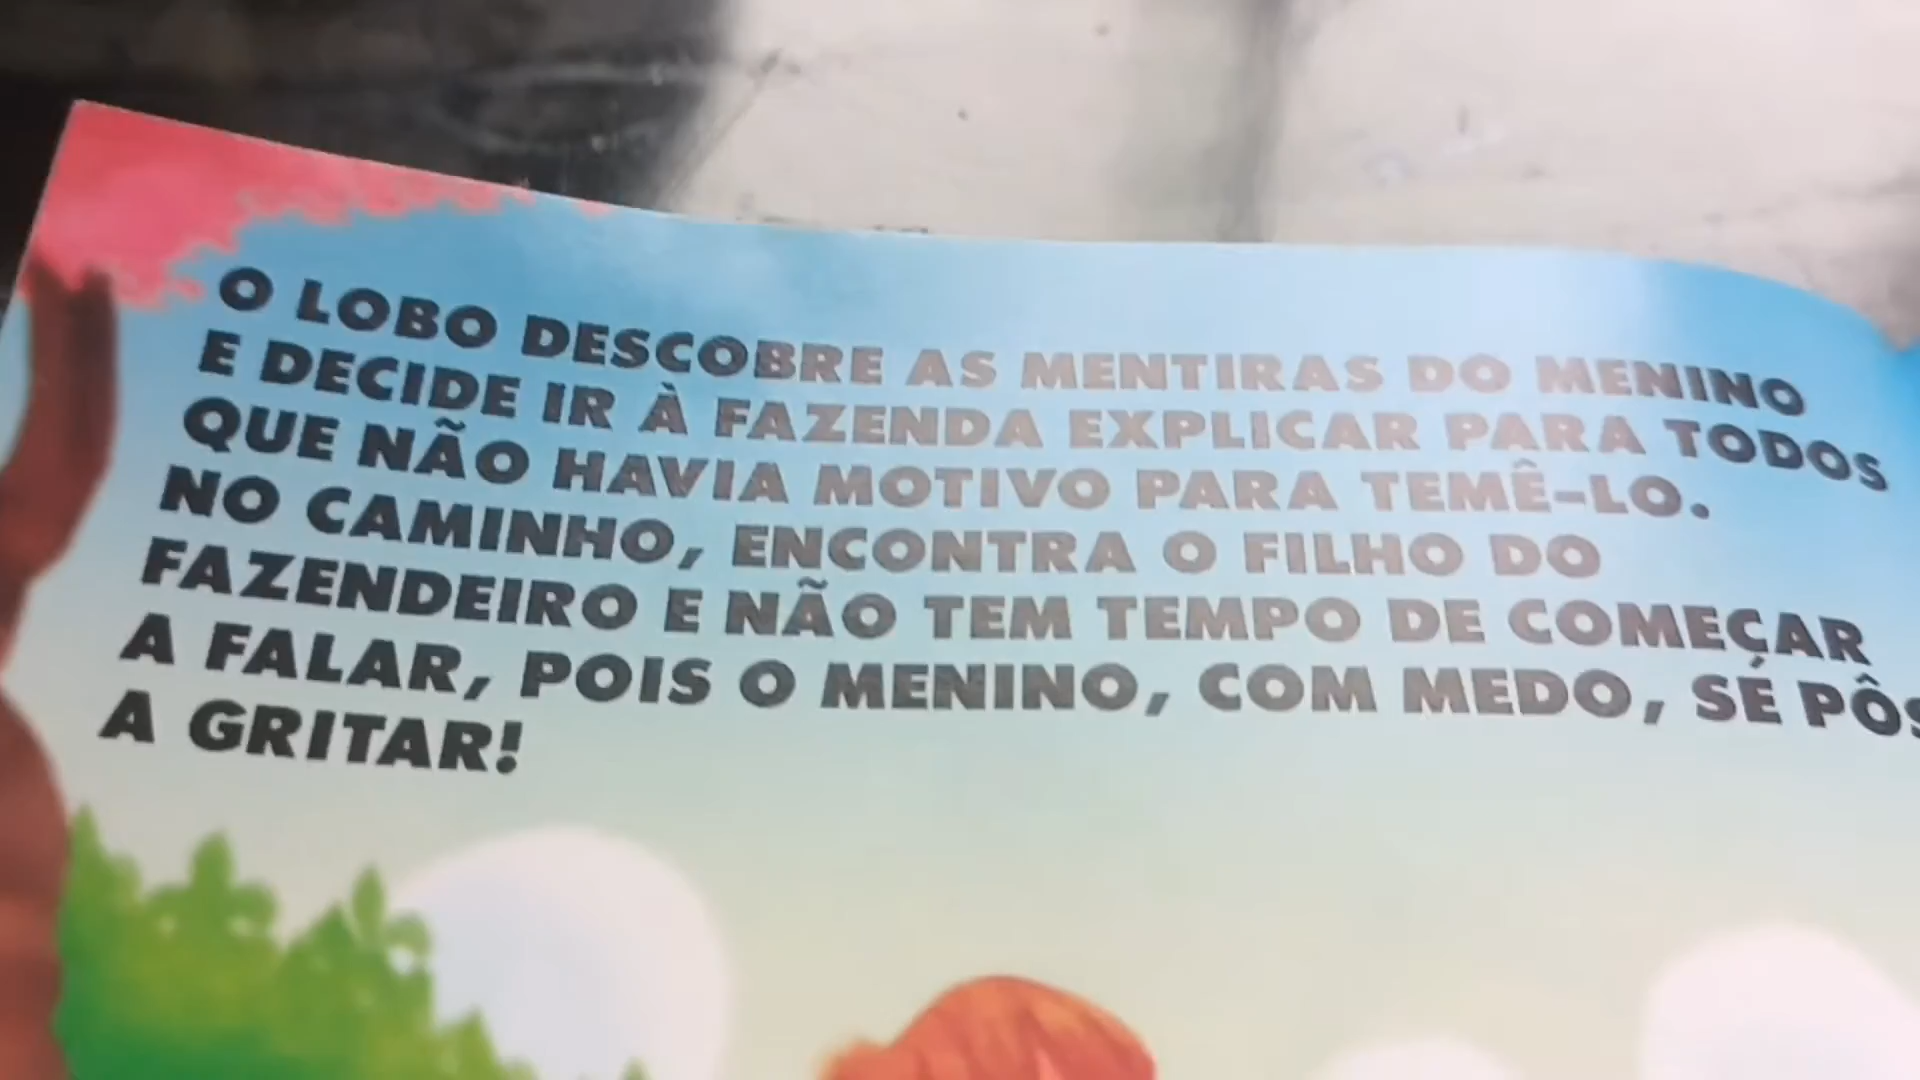 O LOBO DESCOBRE AS MENTIRAS DO MENINO
E DECIDE IR À FAZENDA EXPLICAR PARA TODOS
QUE NÃO HAVIA MOTIVO PARA TEMÊ-LO.
NO CAMINHO, ENCONTRA O FILHO DO
FAZENDEIRO E NÃO TEM TEMPO DE COMEÇAR
A FALAR, POIS O MENINO, COM MEDO, SE PÔS
A GRITAR!